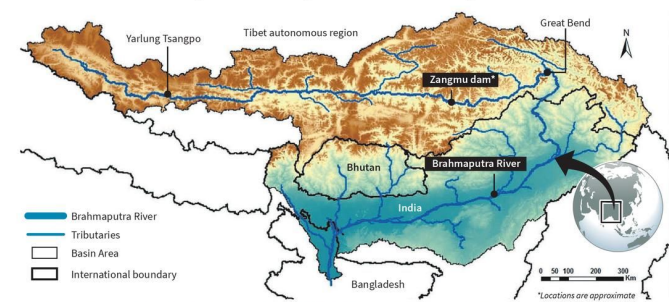 Great Bend
Yarlung Tsangpo
Tibet autonomous region
N
Zangmu dam*
Bhutan
Brahmaputra River
India
Brahmaputra River
Tributaries
Basin Area
International boundary
Bangladesh
0 50 100 200 300
Km
*Locations are approximate